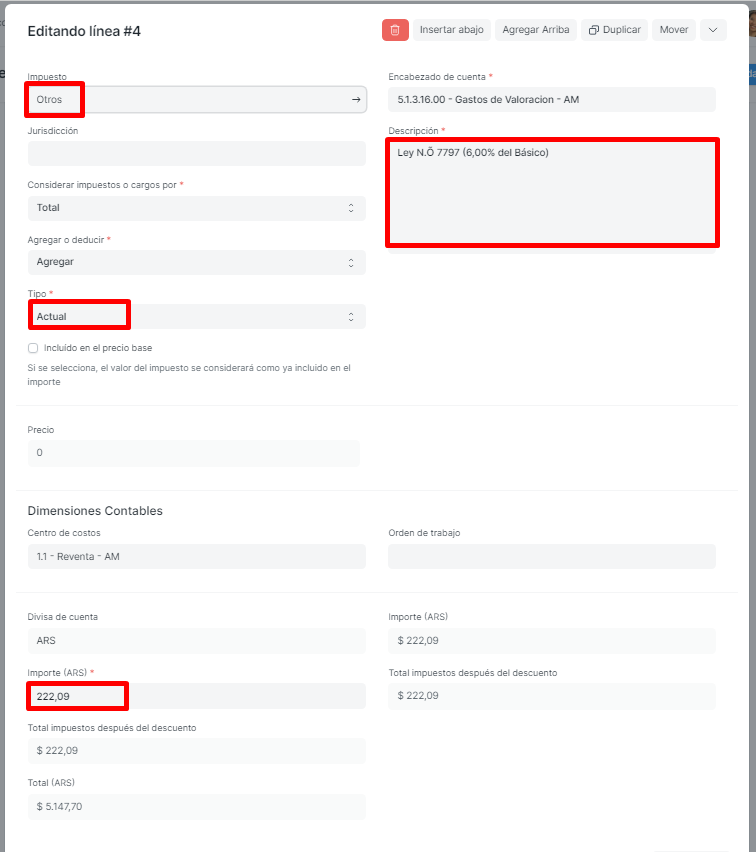 Editando línea #4
Insertar abajo
Agregar Arriba
Duplicar
Mover
Impuesto
Otros
Jurisdicción
Considerar impuestos o cargos por *
Total
Agregar o deducir *
Agregar
Tipo *
Actual
Incluído en el precio base
Si se selecciona, el valor del impuesto se considerará como ya incluido en el
importe
Encabezado de cuenta *
5.1.3.16.00 - Gastos de Valoracion - AM
Descripción *
Ley N.Õ 7797 (6,00% del Básico)
Precio
0
Dimensiones Contables
Centro de costos
1.1 - Reventa - AM
Orden de trabajo
Divisa de cuenta
ARS
Importe (ARS) *
222,09
Total impuestos después del descuento
$ 222,09
Total (ARS)
$ 5.147,70
Importe (ARS)
$ 222,09
Total impuestos después del descuento
$ 222,09